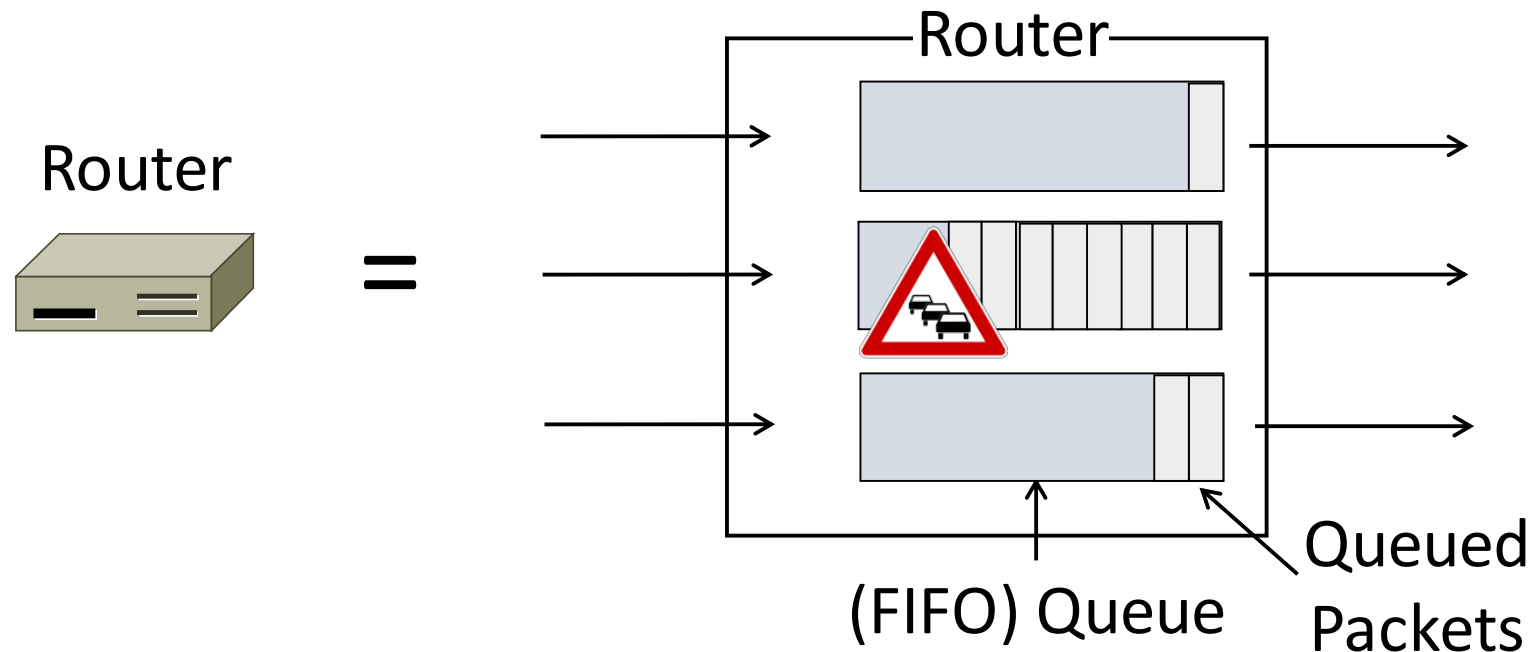 Router
Router
=
(FIFO) Queue
Queued
Packets